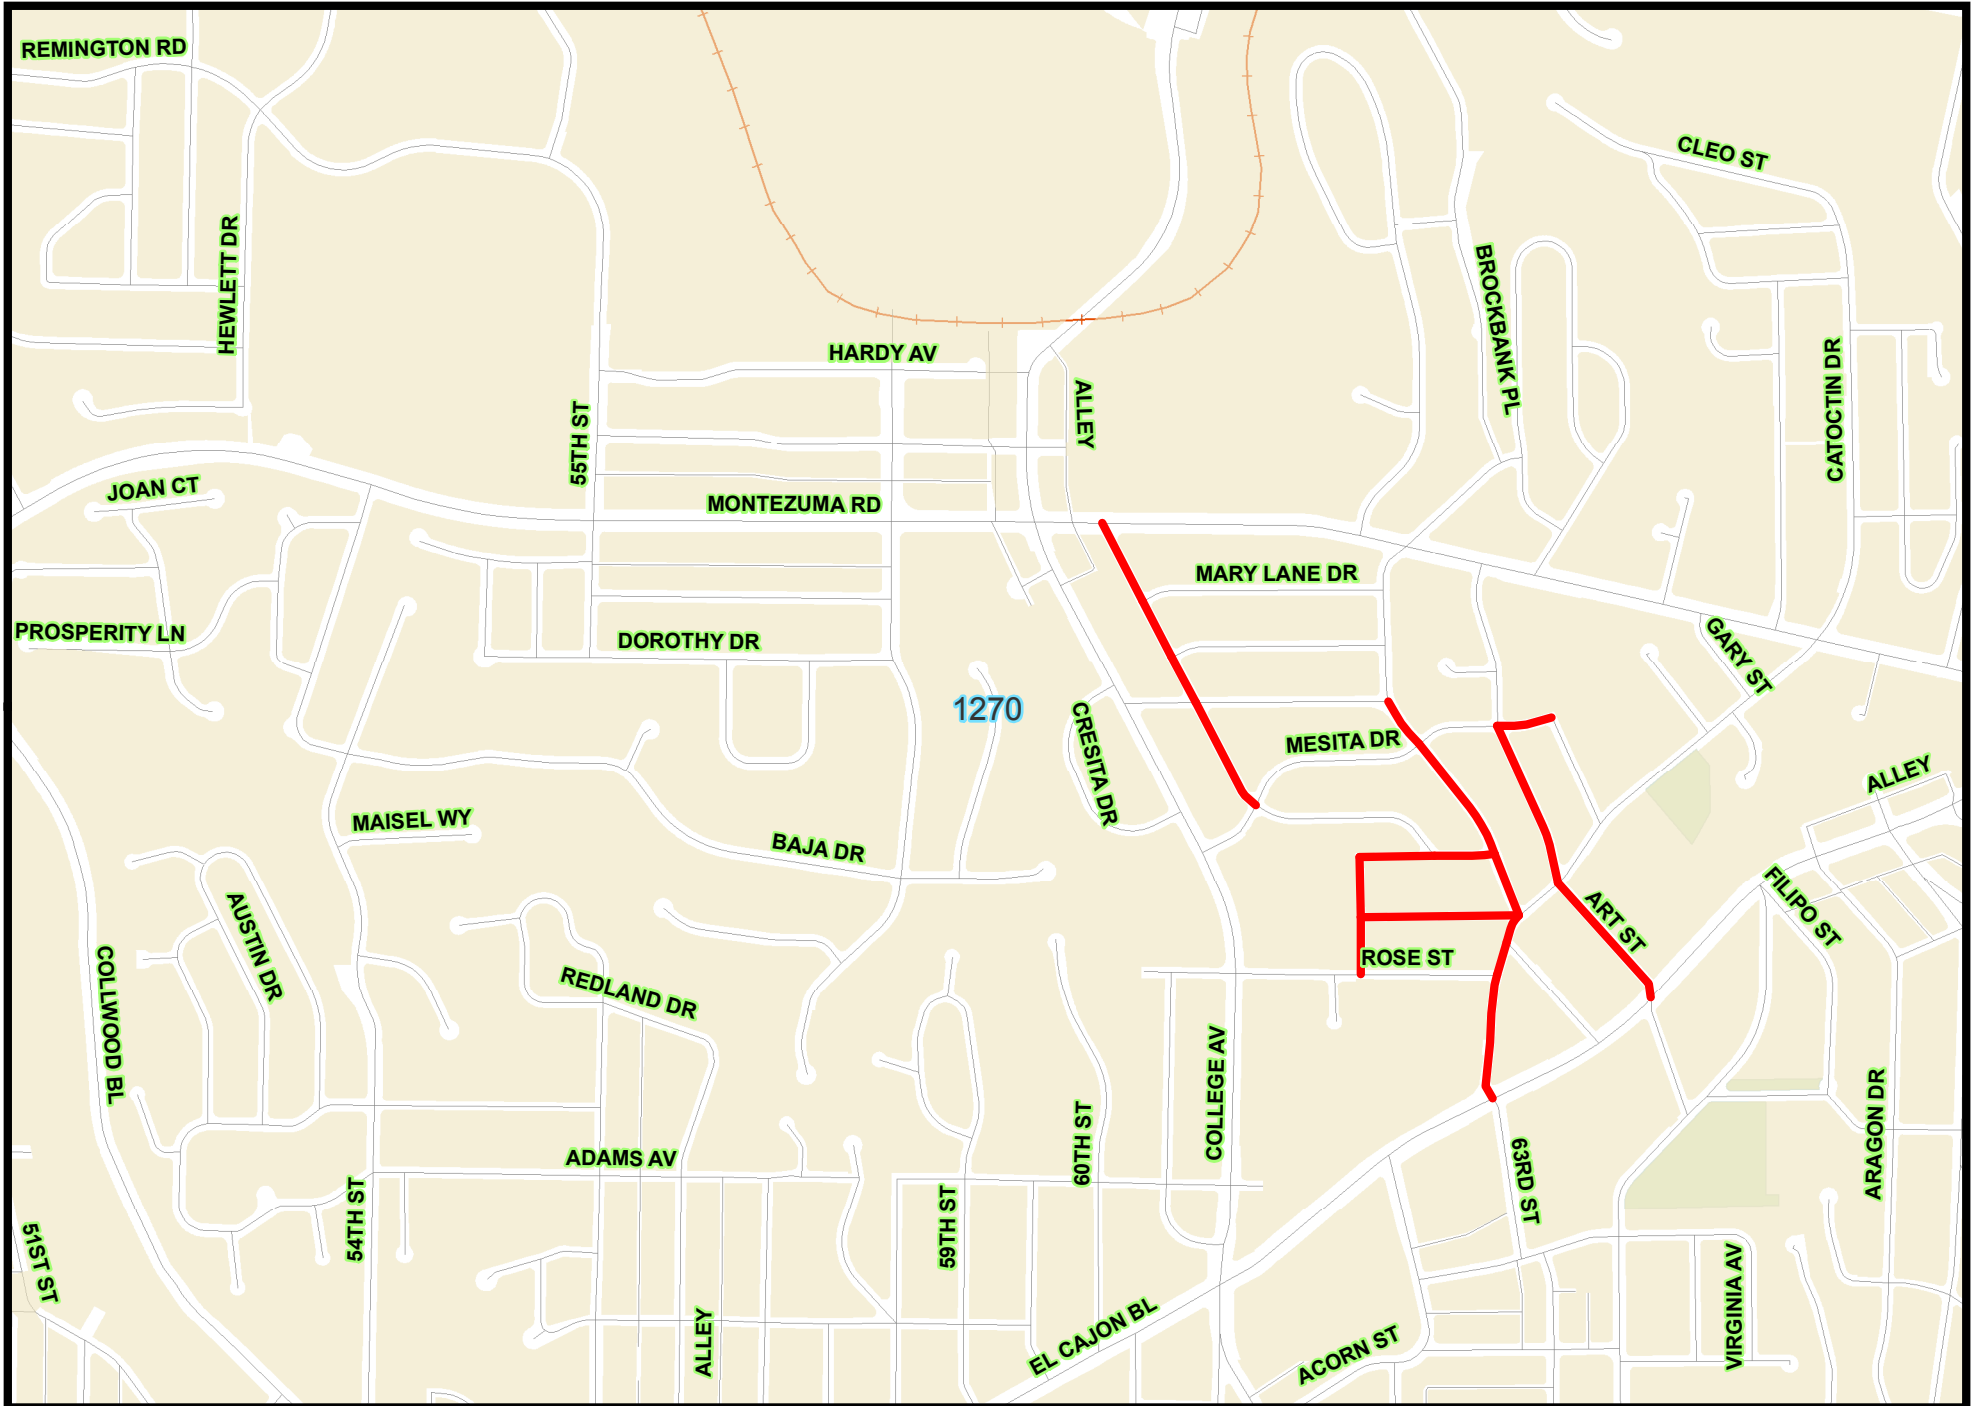 REMINGTON RD
CLEO ST
HEWLETT DR
BROCKBANK PL
HARDY AV
CATOCTIN DR
ALLEY
55TH ST
JOAN CT
MONTEZUMA RD
MARY LANE DR
PROSPERITY LN
DOROTHY DR
GARY ST
1270
CRESITA DR
MESITA DR
ALLEY
MAISEL WY
BAJA DR
FILIPO ST
AUSTIN DR
ART ST
ROSE ST
COLLWOOD BL
REDLAND DR
COLLEGE AV
ARAGON DR
60TH ST
ADAMS AV
63RD ST
54TH ST
59TH ST
51ST ST
VIRGINIA AV
ALLEY
EL CAJON BL
ACORN ST